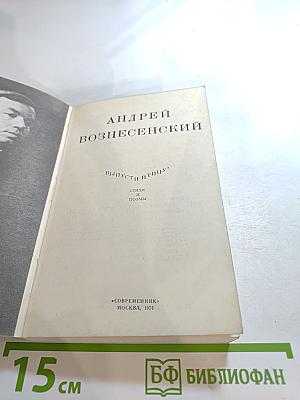 АНДРЕЙ
ВОЗНЕСЕНСКИЙ
ВЫПУСТИ ПТИЦУ!
СТИХИ
И
ПОЭМЫ
«СОВРЕМЕННИК»
МОСКВА, 1974
15 см
БФ БИБЛИОФАН